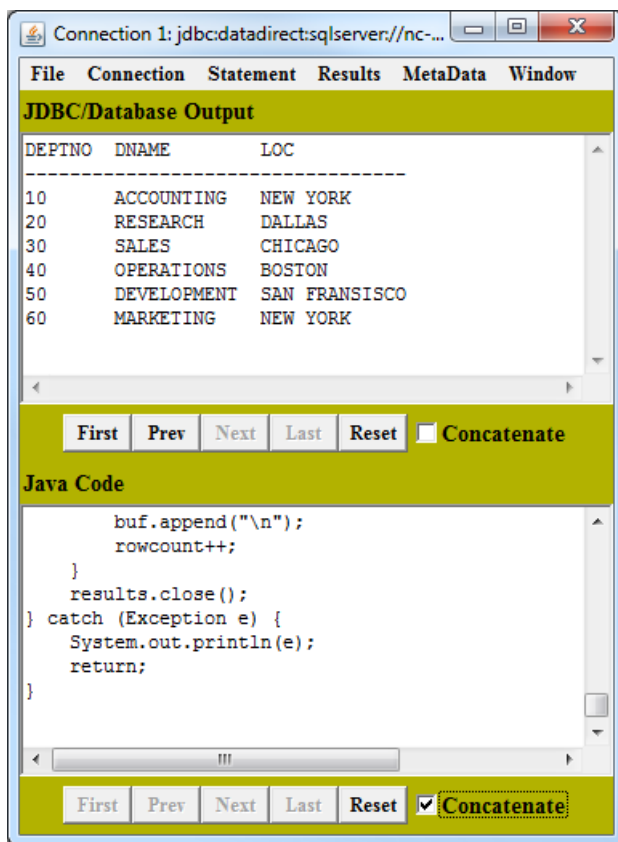 Connection 1: jdbc:datadirect:sqlserver://nc-...
File Connection Statement Results MetaData Window
JDBC/Database Output
DEPTNO DNAME LOC
-----------------------------------
10 ACCOUNTING NEW YORK
20 RESEARCH DALLAS
30 SALES CHICAGO
40 OPERATIONS BOSTON
50 DEVELOPMENT SAN FRANSISCO
60 MARKETING NEW YORK
First Prev Next Last Reset Concatenate
Java Code
buf.append("\n");
rowcount++;
}
results.close();
} catch (Exception e) {
System.out.println(e);
return;
}
First Prev Next Last Reset Concatenate